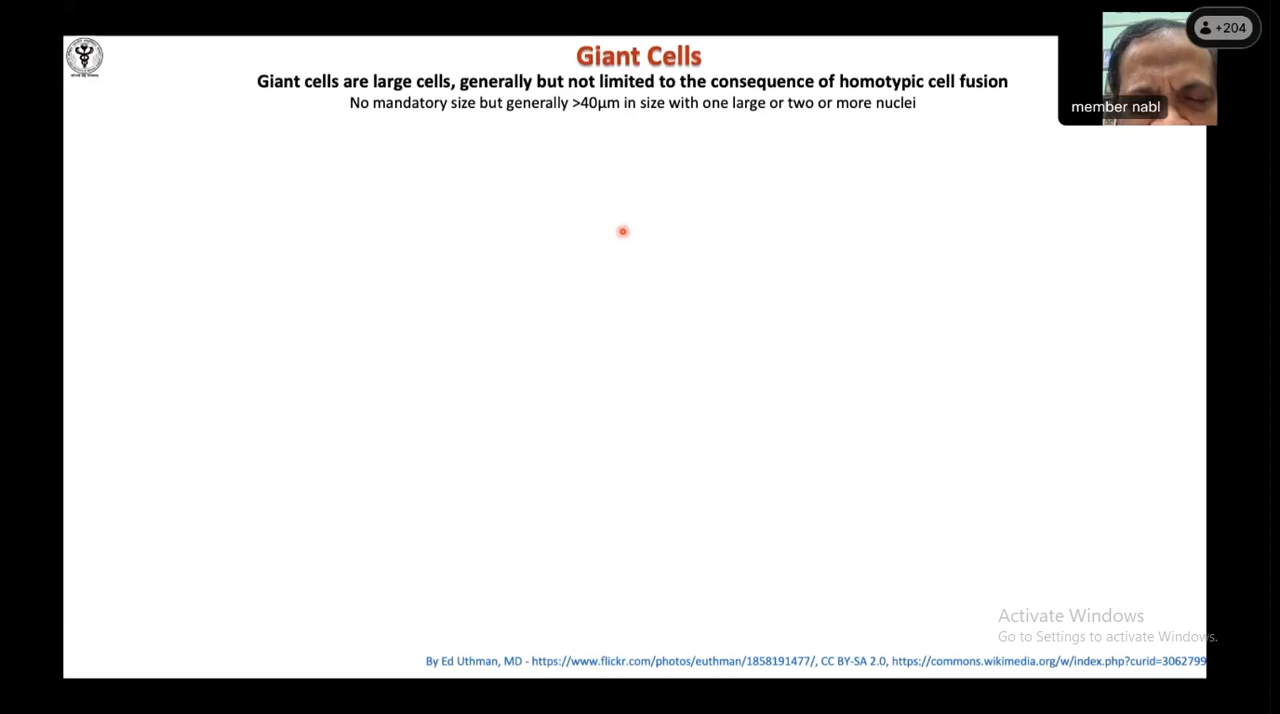 Giant Cells
Giant cells are large cells, generally but not limited to the consequence of homotypic cell fusion
No mandatory size but generally >40μm in size with one large or two or more nuclei
+204
member nabl
Activate Windows
Go to Settings to activate Windows.
By Ed Uthman, MD - https://www.flickr.com/photos/euthman/1858191477/, CC BY-SA 2.0, https://commons.wikimedia.org/w/index.php?curid=3062799